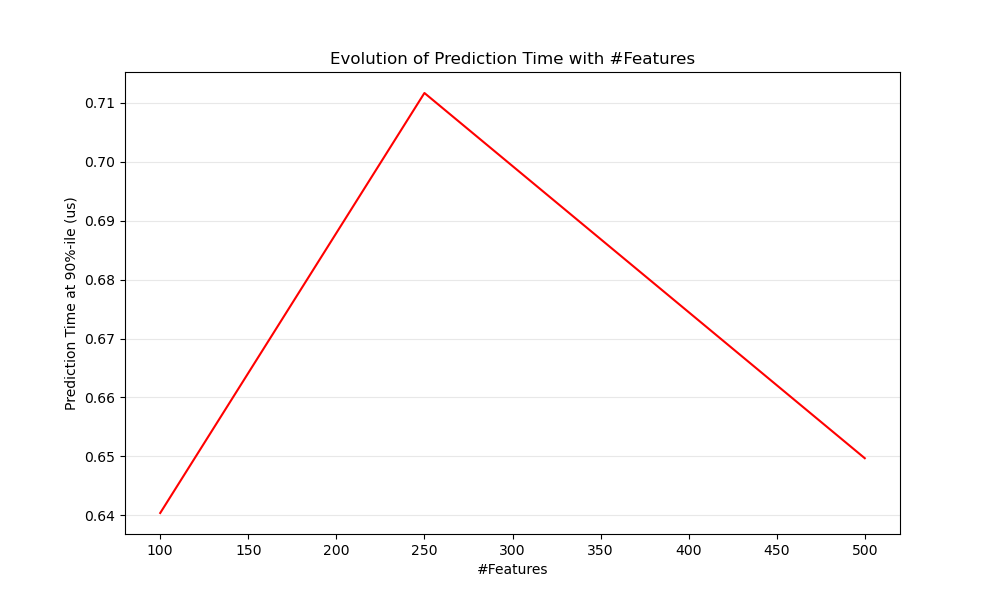 Evolution of Prediction Time with #Features
Prediction Time at 90%-ile (us)
0.71
0.70
0.69
0.68
0.67
0.66
0.65
0.64
100 150 200 250 300 350 400 450 500
#Features